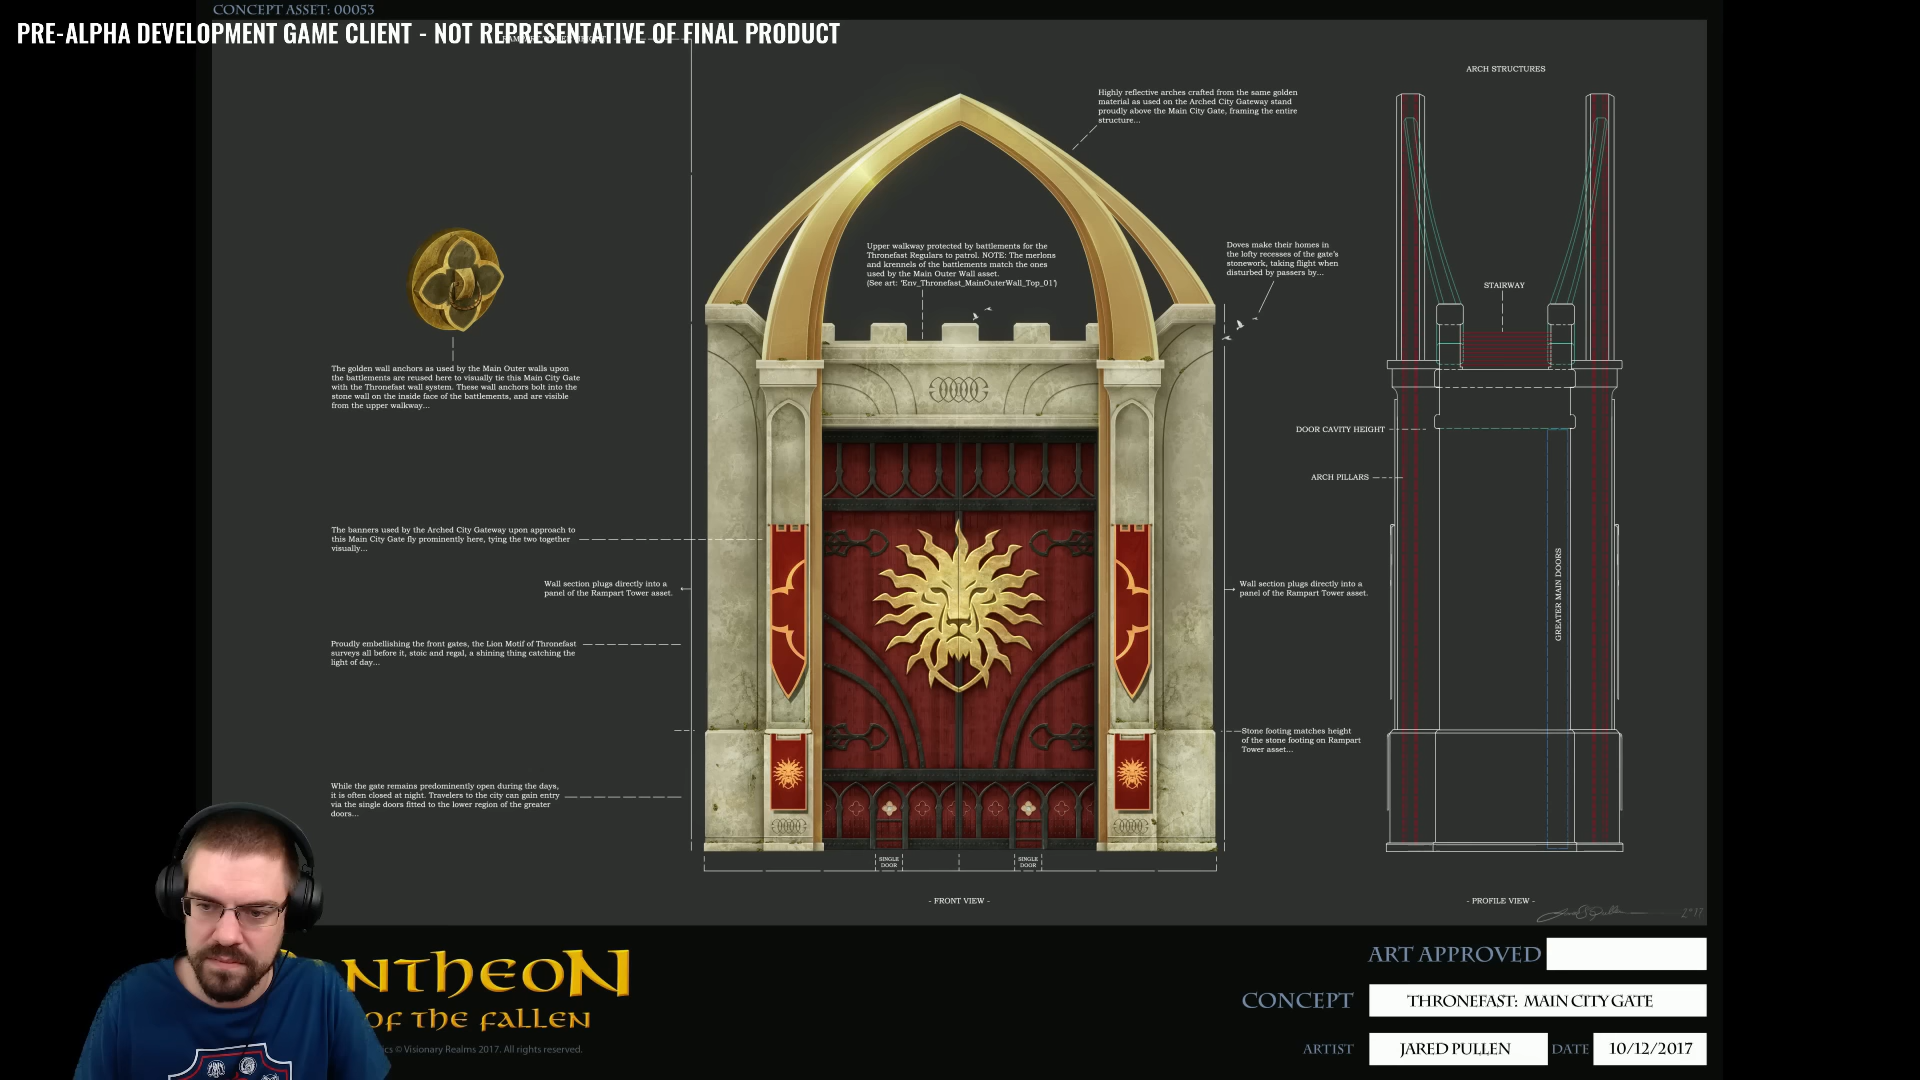 CONCEPT ASSET: 00053
PRE-ALPHA DEVELOPMENT GAME CLIENT - NOT REPRESENTATIVE OF FINAL PRODUCT
ARCH STRUCTURES
Highly reflective arches crafted from the same golden
material as used on the Arched City Gateway stand
proudly above the Main City Gate, framing the entire
structure...
Upper walkway protected by battlements for the
Thronefast Regulars to patrol. NOTE: The merlons
and krennels of the battlements match the ones
used by the Main Outer Wall asset.
(See art: 'Env_Thronefast_MainOuterWall_Top_01')
Doves make their homes in
the lofty recesses of the gate's
stonework, taking flight when
disturbed by passers by...
STAIRWAY
The golden wall anchors as used by the Main Outer walls upon
the battlements are reused here to visually tie this Main City Gate
with the Thronefast wall system. These wall anchors bolt into the
stone wall on the inside face of the battlements, and are visible
from the upper walkway...
DOOR CAVITY HEIGHT
ARCH PILLARS
The banners used by the Arched City Gateway upon approach to
this Main City Gate fly prominently here, tying the two together
visually...
Wall section plugs directly into a
panel of the Rampart Tower asset.
Wall section plugs directly into a
panel of the Rampart Tower asset.
GREATER MAIN DOORS
Proudly embellishing the front gates, the Lion Motif of Thronefast
surveys all before it, stoic and regal, a shining thing catching the
light of day...
Stone footing matches height
of the stone footing on Rampart
Tower asset...
While the gate remains predominently open during the days,
it is often closed at night. Travelers to the city can gain entry
via the single doors fitted to the lower region of the greater
doors...
SINGLE
DOOR
SINGLE
DOOR
- FRONT VIEW -
- PROFILE VIEW -
2017
NTHEON
OF THE FALLEN
ics © Visionary Realms 2017. All rights reserved.
ART APPROVED
CONCEPT
THRONEFAST: MAIN CITY GATE
ARTIST
JARED PULLEN
DATE
10/12/2017